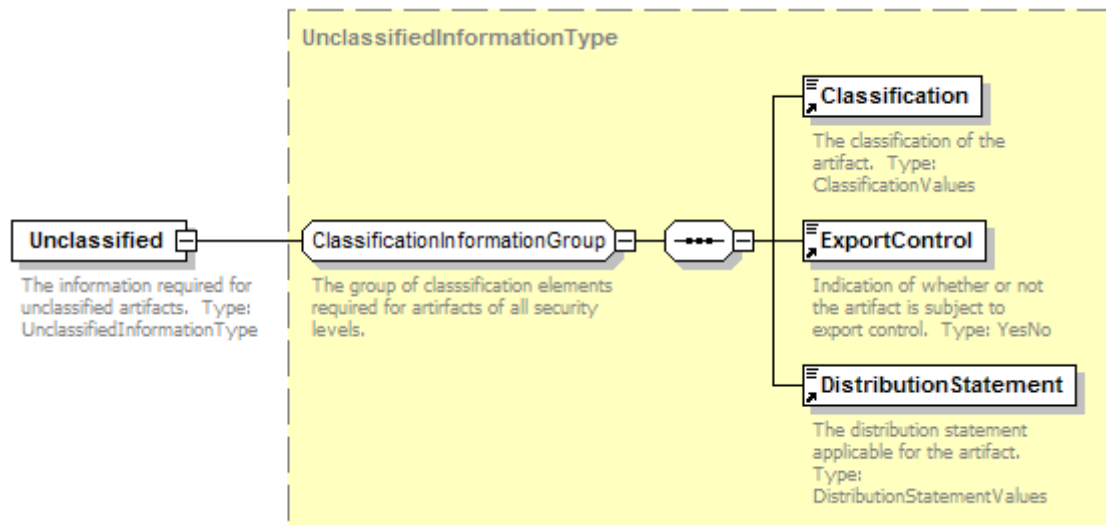 UnclassifiedInformationType
Classification
The classification of the
artifact. Type:
ClassificationValues
Unclassified
The information required for
unclassified artifacts. Type:
UnclassifiedInformationType
ClassificationInformationGroup
The group of classsification elements
required for artirfacts of all security
levels.
ExportControl
Indication of whether or not
the artifact is subject to
export control. Type: YesNo
DistributionStatement
The distribution statement
applicable for the artifact.
Type:
DistributionStatementValues